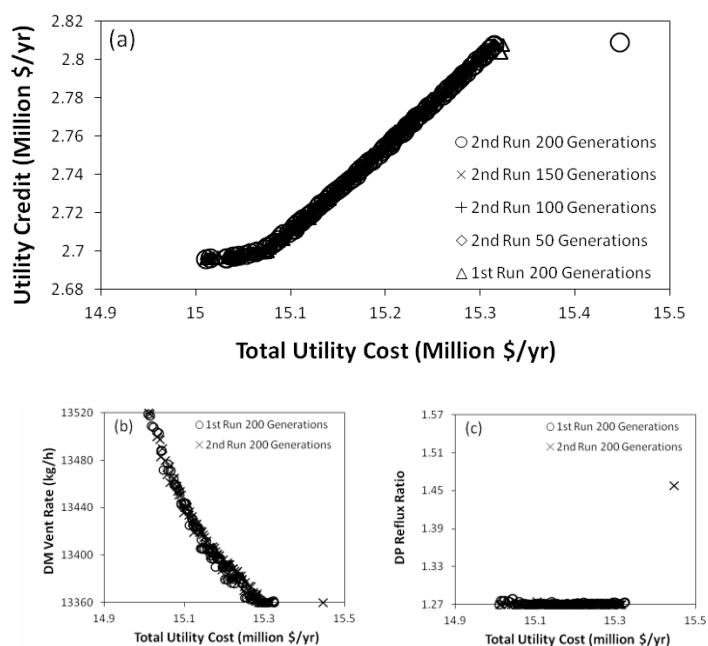 (a)
Utility Credit (Million $/yr)
2.82
2.8
2.78
2.76
2.74
2.72
2.7
2.68
2nd Run 200 Generations
2nd Run 150 Generations
2nd Run 100 Generations
2nd Run 50 Generations
1st Run 200 Generations
14.9 15 15.1 15.2 15.3 15.4 15.5
Total Utility Cost (Million $/yr)
(b)
DM Vent Rate (kg/h)
13520
13480
13440
13400
13360
1st Run 200 Generations
2nd Run 200 Generations
14.9 15.1 15.3 15.5
Total Utility Cost (million $/yr)
(c)
DP Reflux Ratio
1.57
1.51
1.45
1.39
1.33
1.27
1st Run 200 Generations
2nd Run 200 Generations
14.9 15.1 15.3 15.5
Total Utility Cost (million $/yr)